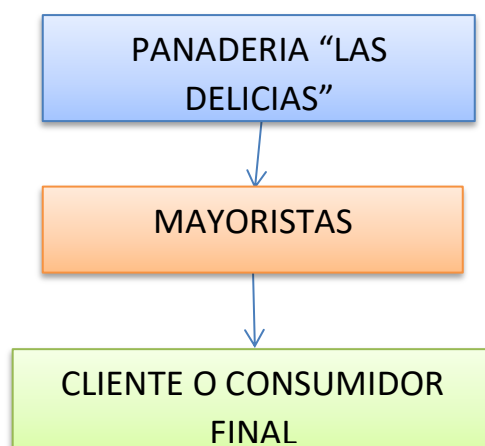 PANADERIA “LAS
DELICIAS”
MAYORISTAS
CLIENTE O CONSUMIDOR
FINAL